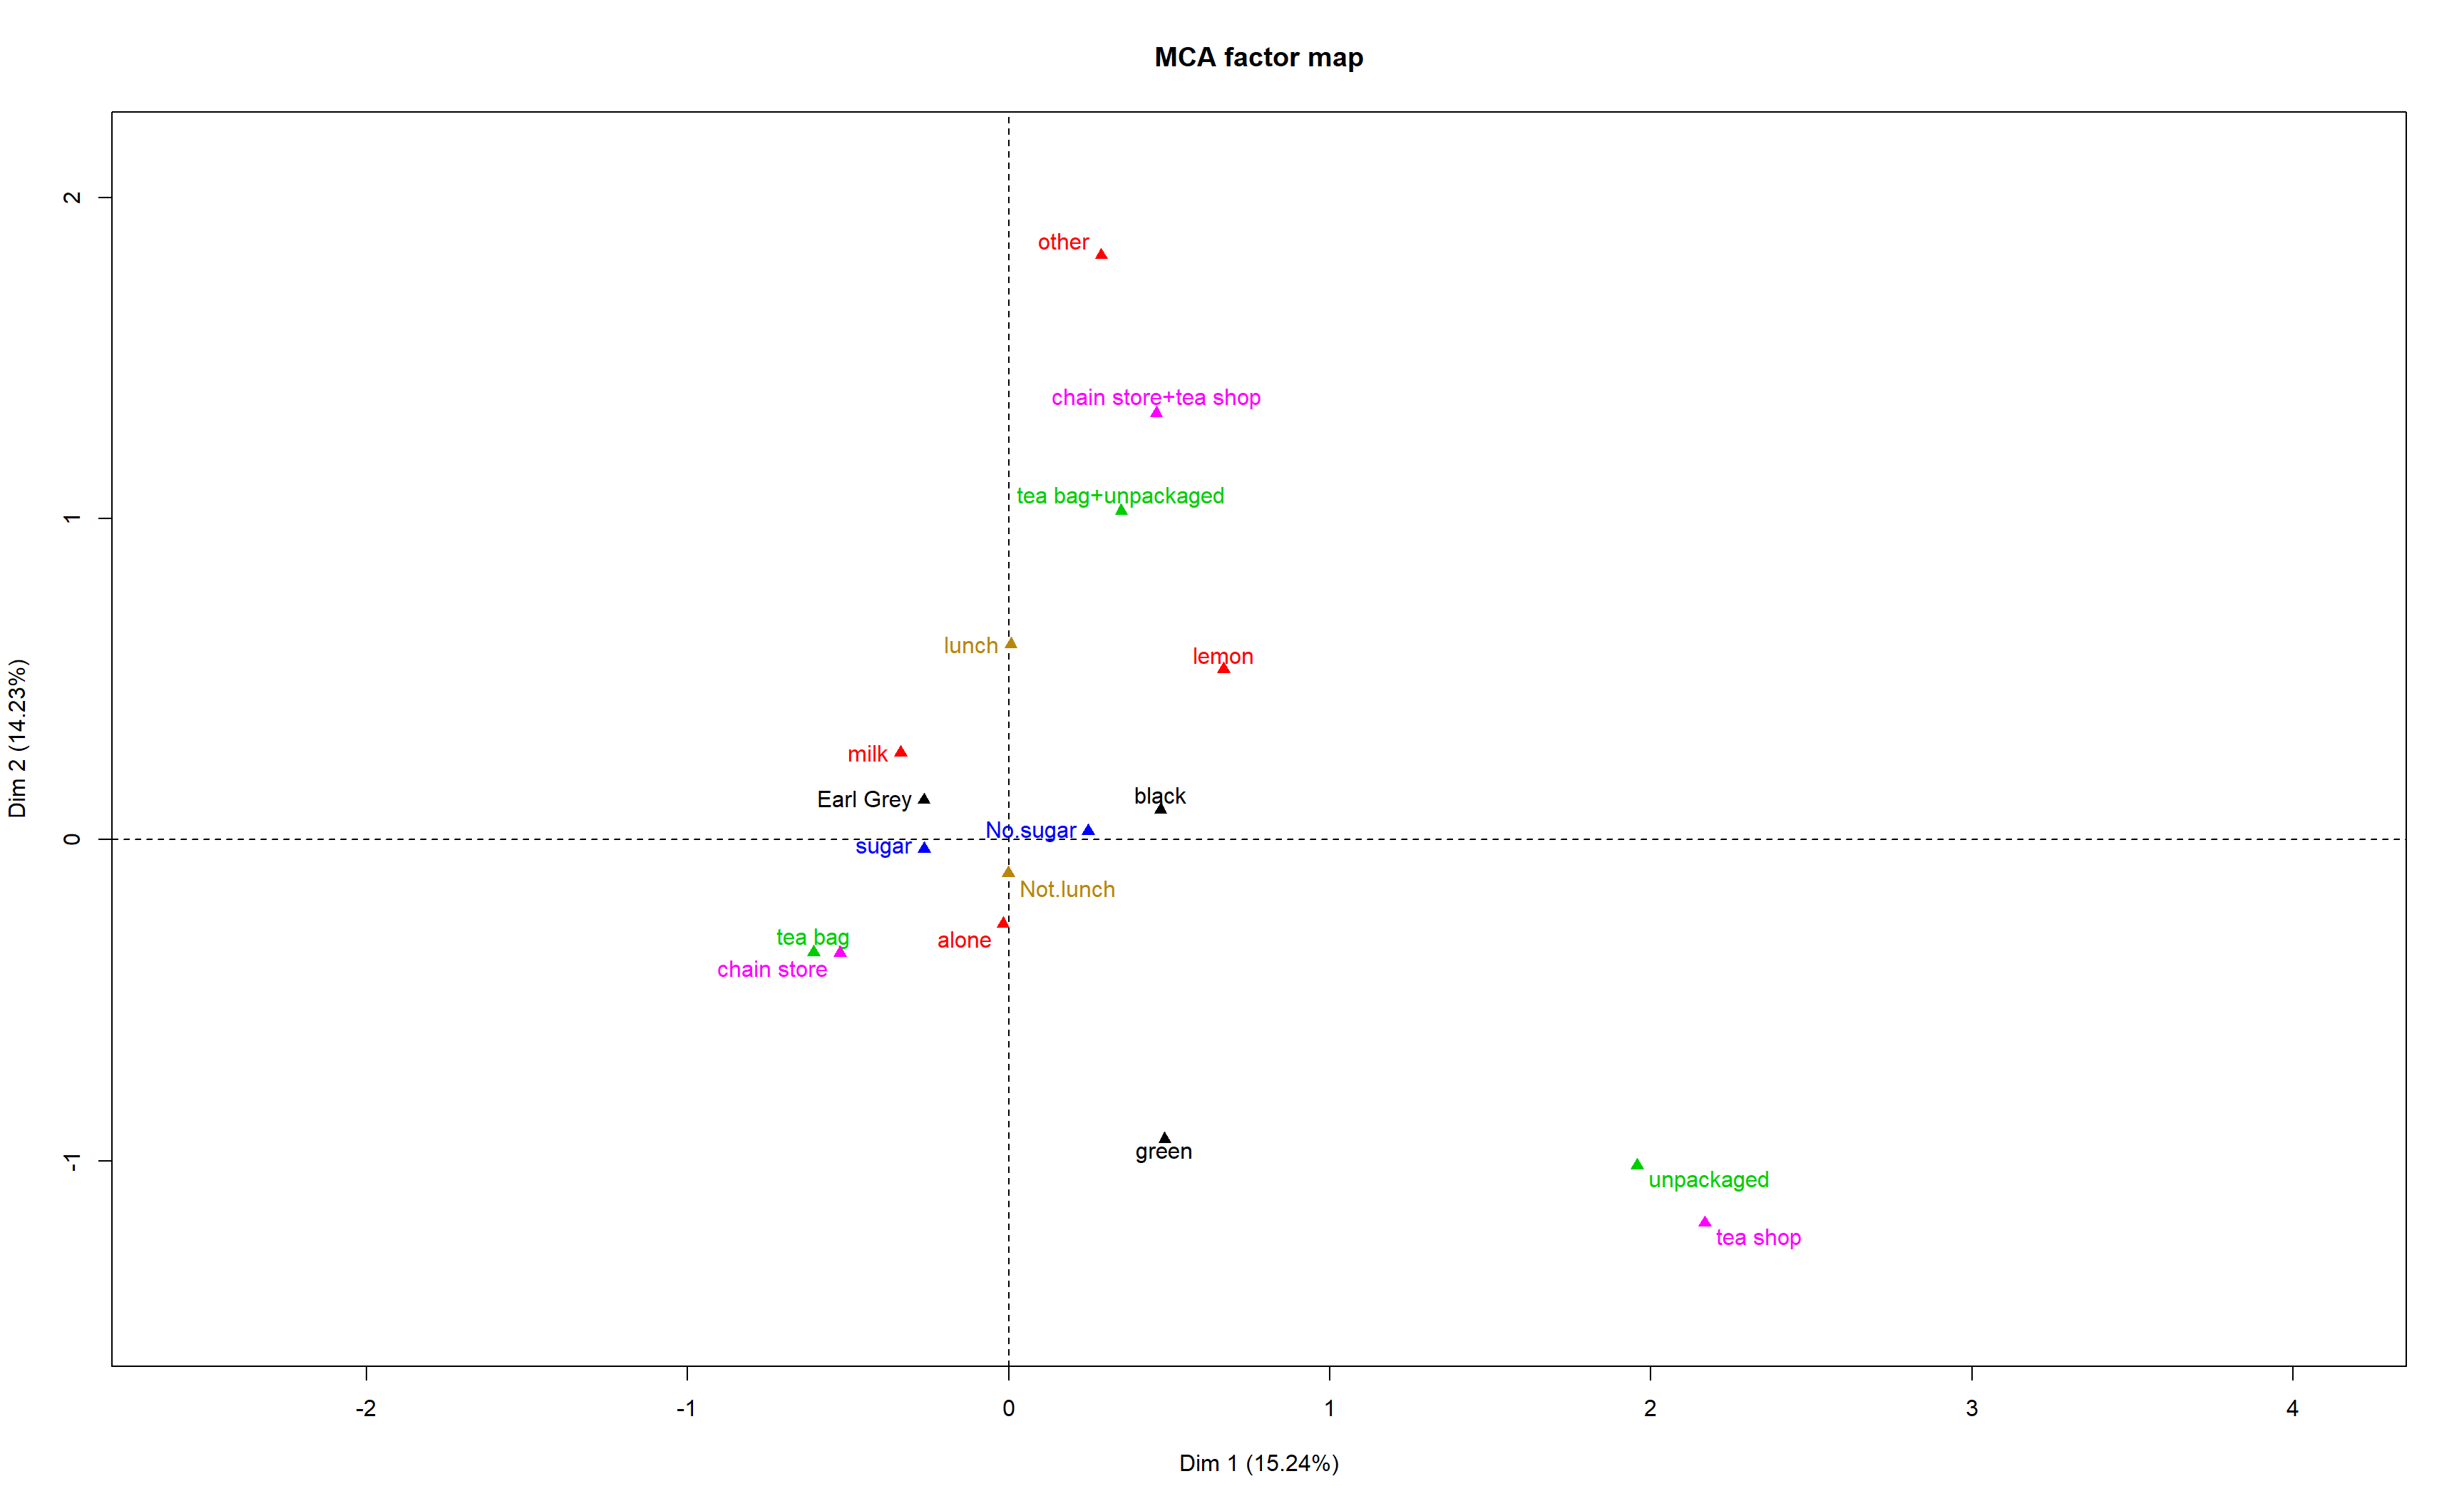 MCA factor map
2
other
chain store+tea shop
1
tea bag+unpackaged
lunch
lemon
milk
Earl Grey
black
No.sugar
0
sugar
Not.lunch
tea bag
alone
chain store
-1
green
unpackaged
tea shop
Dim 2 (14.23%)
-2 -1 0 1 2 3 4
Dim 1 (15.24%)